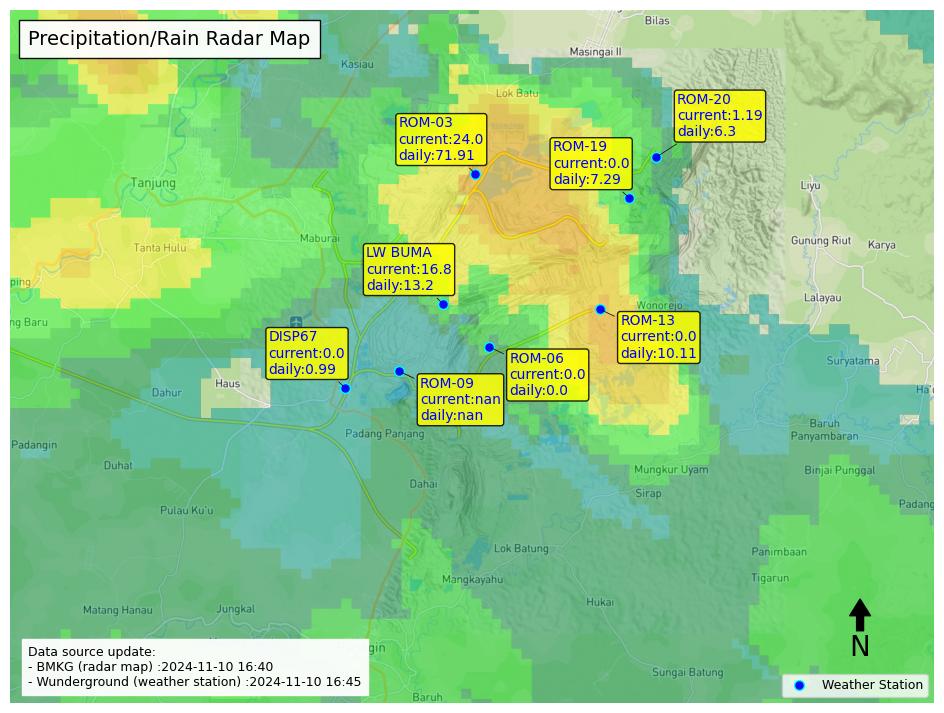 Precipitation/Rain Radar Map
Bilas
Masingai II
Kasiau
Lok Batu
ROM-20
current:1.19
daily:6.3
ROM-03
current:24.0
daily:71.91
ROM-19
current:0.0
daily:7.29
Tanjung
Liyu
Maburai
Tanta Hulu
Gunung Riut
Karya
LW BUMA
current:16.8
daily:13.2
ping
Lalayau
Wonorejo
ng Baru
ROM-13
current:0.0
daily:10.11
DISP67
current:0.0
daily:0.99
ROM-06
current:0.0
daily:0.0
Suryatama
Haus
Dahur
ROM-09
current:nan
daily:nan
Baruh
Panyambaran
Padang Panjang
Padangin
Duhat
Mungkur Uyam
Binjai Punggal
Dahai
Sirap
Padang
Pulau Ku'u
Lok Batung
Panimbaan
Mangkayahu
Tigarun
Hukai
Matang Hanau
Jungkal
N
Data source update:
- BMKG (radar map) :2024-11-10 16:40
- Wunderground (weather station) :2024-11-10 16:45
Sungai Batung
Weather Station
Baruh